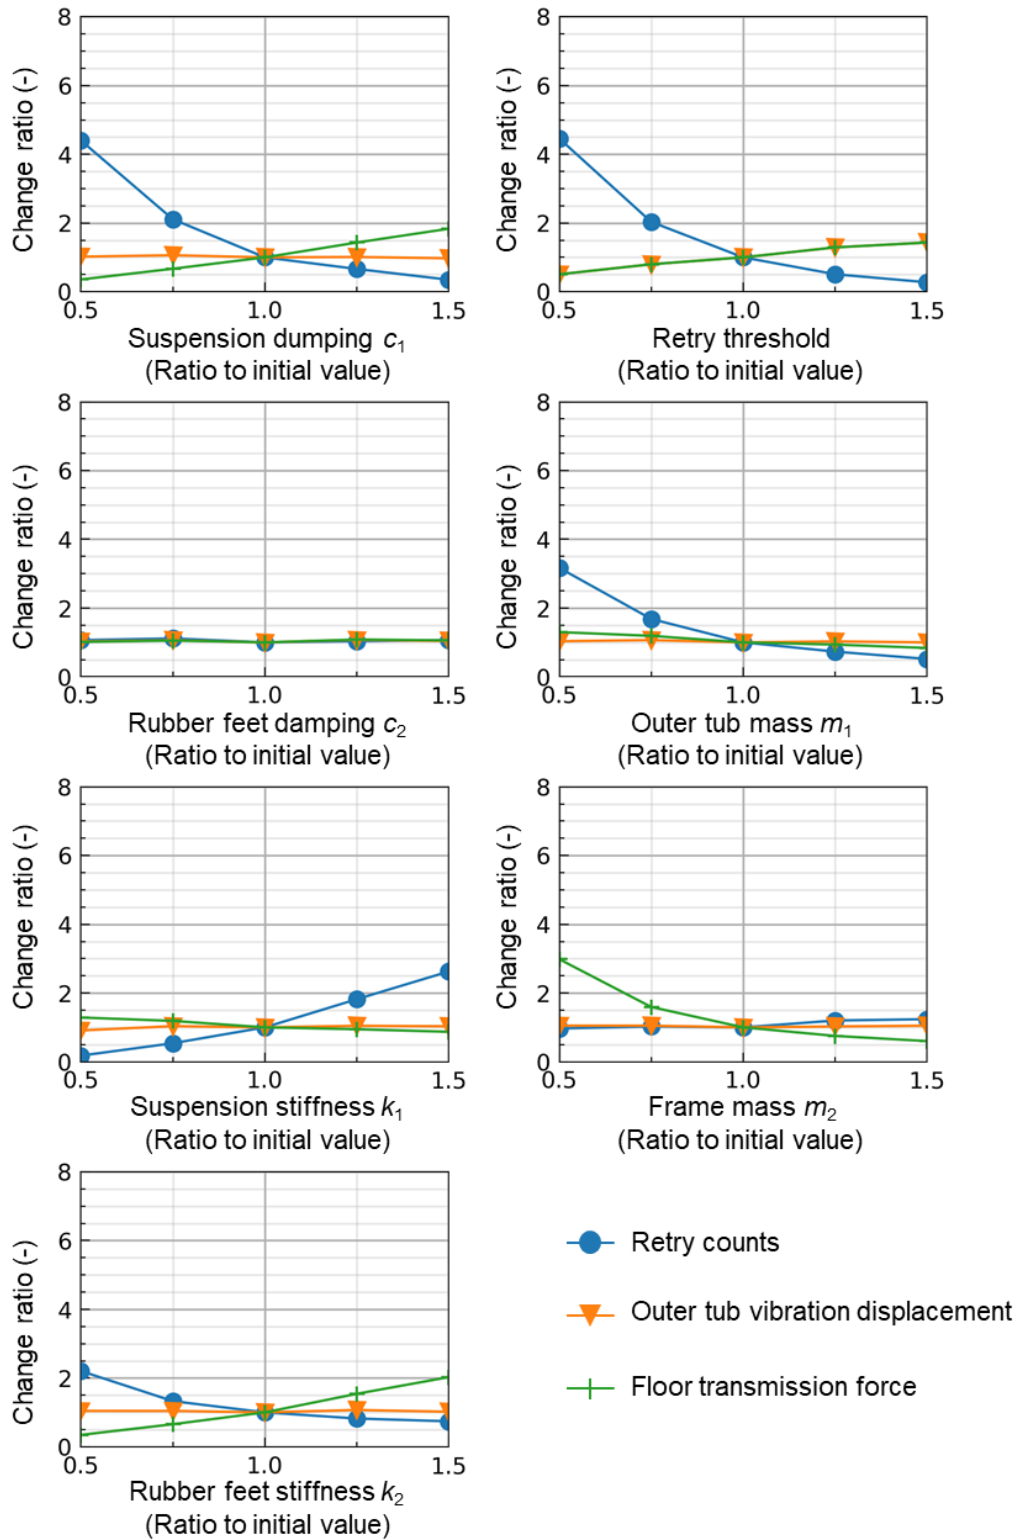 8
6
4
2
0
Change ratio (-)
0.5 1.0 1.5
Suspension dumping c₁
(Ratio to initial value)
8
6
4
2
0
Change ratio (-)
0.5 1.0 1.5
Retry threshold
(Ratio to initial value)
8
6
4
2
0
Change ratio (-)
0.5 1.0 1.5
Rubber feet damping c₂
(Ratio to initial value)
8
6
4
2
0
Change ratio (-)
0.5 1.0 1.5
Outer tub mass m₁
(Ratio to initial value)
8
6
4
2
0
Change ratio (-)
0.5 1.0 1.5
Suspension stiffness k₁
(Ratio to initial value)
8
6
4
2
0
Change ratio (-)
0.5 1.0 1.5
Frame mass m₂
(Ratio to initial value)
8
6
4
2
0
Change ratio (-)
0.5 1.0 1.5
Rubber feet stiffness k₂
(Ratio to initial value)
Retry counts
Outer tub vibration displacement
Floor transmission force